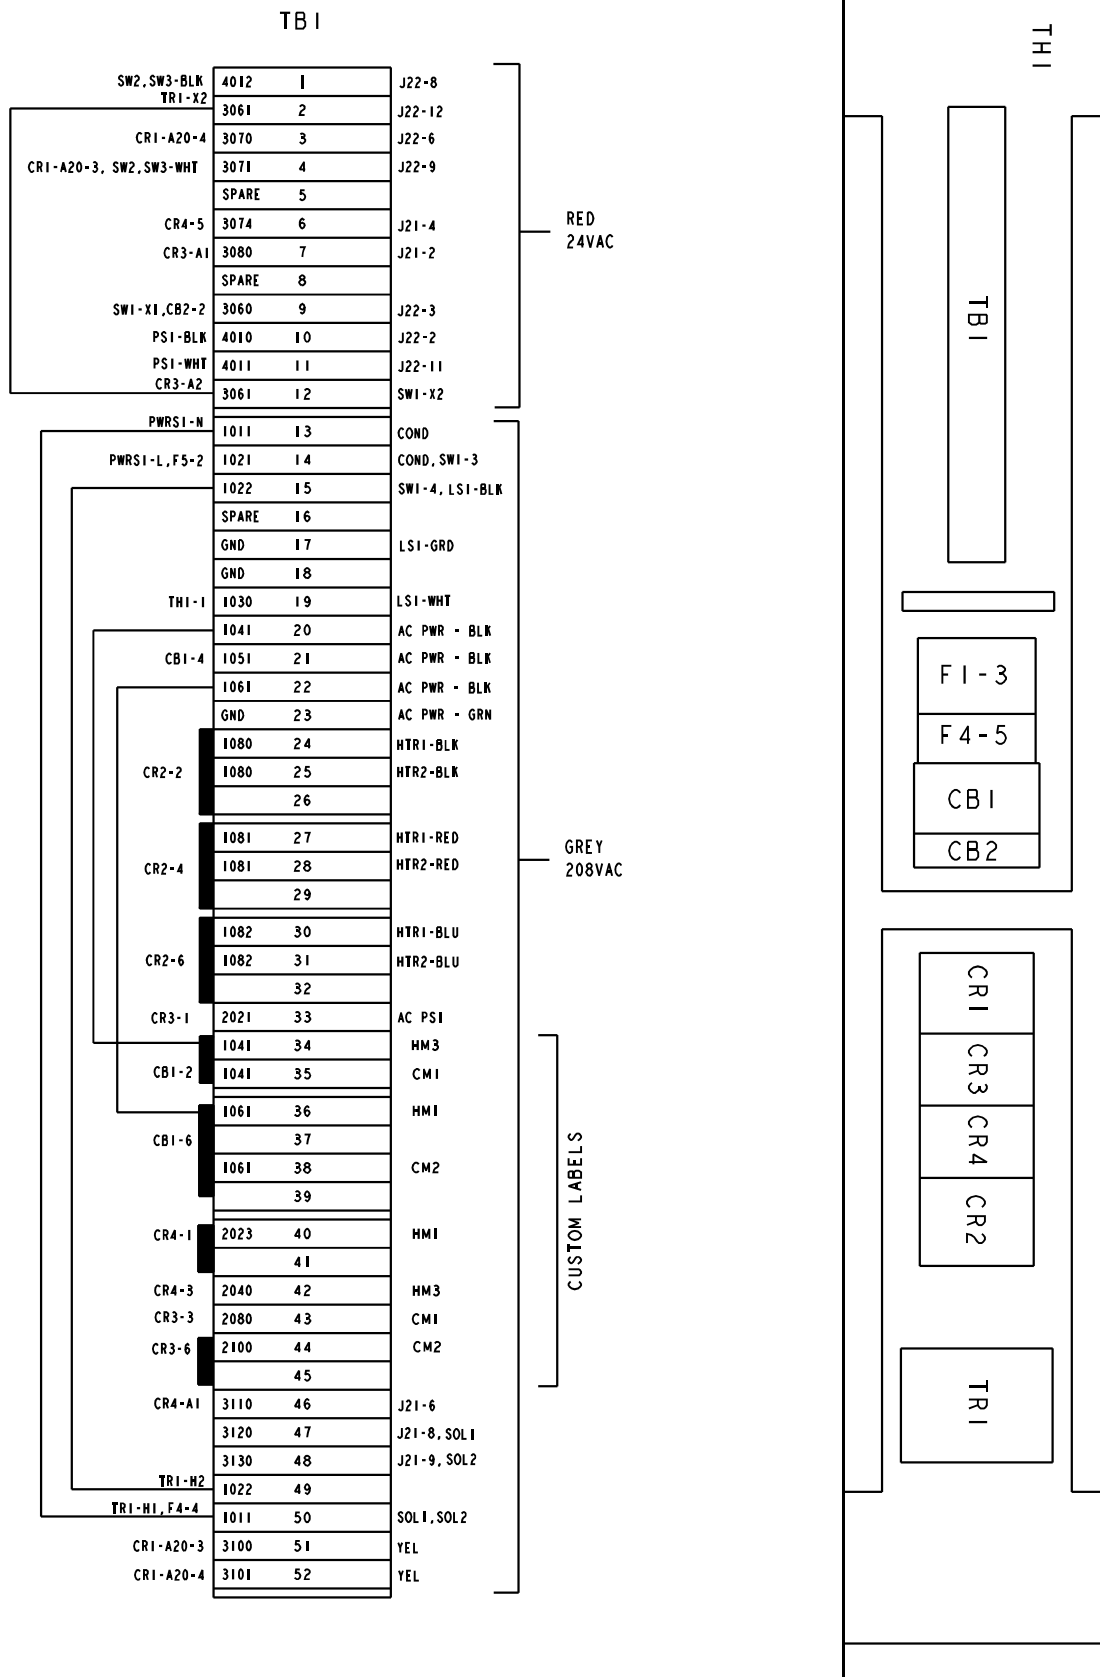 TB1
SW2,SW3-BLK 4012 1 J22-8
TR1-X2
3061 2 J22-12
CR1-A20-4 3070 3 J22-6
CR1-A20-3, SW2,SW3-WHT 3071 4 J22-9
SPARE 5
CR4-5 3074 6 J21-4
CR3-A1 3080 7 J21-2
SPARE 8
SW1-X1,CB2-2 3060 9 J22-3
PS1-BLK 4010 10 J22-2
PS1-WHT 4011 11 J22-11
CR3-A2
3061 12 SW1-X2
RED
24VAC
PWRS1-N
1011 13 COND
PWRS1-L,F5-2 1021 14 COND, SW1-3
1022 15 SW1-4, LS1-BLK
SPARE 16
GND 17 LS1-GRD
GND 18
TH1-1 1030 19 LS1-WHT
1041 20 AC PWR - BLK
CB1-4 1051 21 AC PWR - BLK
1061 22 AC PWR - BLK
GND 23 AC PWR - GRN
1080 24 HTR1-BLK
CR2-2 1080 25 HTR2-BLK
26
1081 27 HTR1-RED
CR2-4 1081 28 HTR2-RED
29
1082 30 HTR1-BLU
CR2-6 1082 31 HTR2-BLU
32
CR3-1 2021 33 AC PS1
1041 34 HM3
CB1-2 1041 35 CM1
1061 36 HM1
CB1-6 37
1061 38 CM2
39
CR4-1 2023 40 HM1
41
CR4-3 2040 42 HM3
CR3-3 2080 43 CM1
CR3-6 2100 44 CM2
45
CR4-A1 3110 46 J21-6
3120 47 J21-8, SOL1
3130 48 J21-9, SOL2
TR1-H2
1022 49
TR1-H1,F4-4
1011 50 SOL1,SOL2
CR1-A20-3 3100 51 YEL
CR1-A20-4 3101 52 YEL
GREY
208VAC
CUSTOM LABELS
TH1
TB1
F1-3
F4-5
CB1
CB2
CR1
CR3
CR4
CR2
TR1